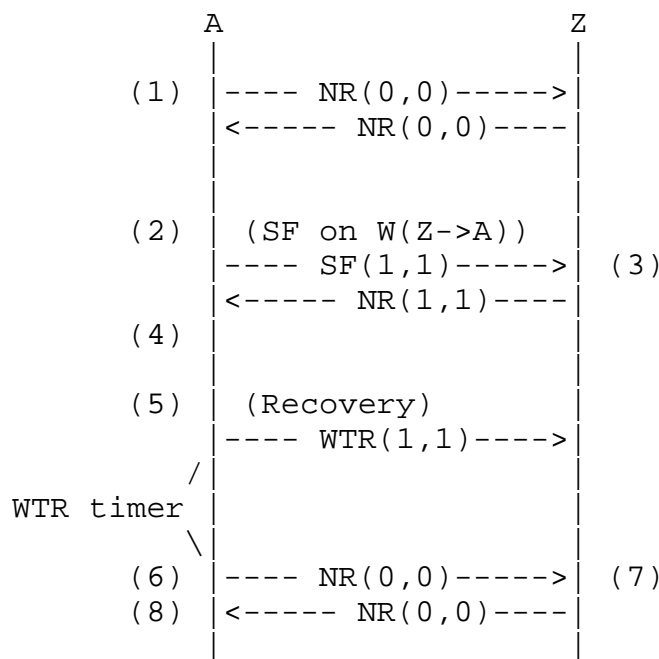 A                 Z
|                 |
(1) |---- NR(0,0)----->|
|<----- NR(0,0)----|
|                 |
|                 |
(2) | (SF on W(Z->A)) |
|---- SF(1,1)----->| (3)
|<----- NR(1,1)----|
(4) |                 |
|                 |
(5) | (Recovery)      |
|---- WTR(1,1)---->|
/|                 |
WTR timer |                 |
\|                 |
(6) |---- NR(0,0)----->| (7)
(8) |<----- NR(0,0)----|
|                 |